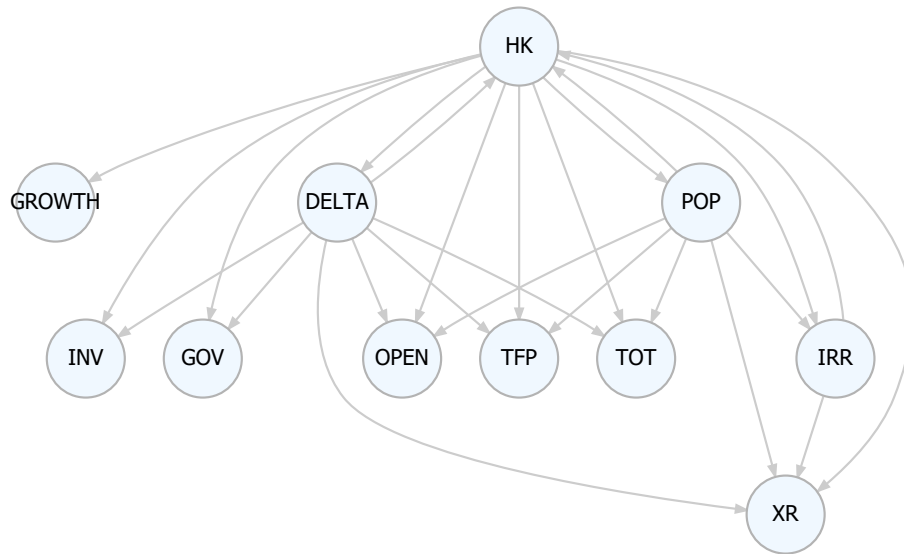 HK
GROWTH
DELTA
POP
INV
GOV
OPEN
TFP
TOT
IRR
XR